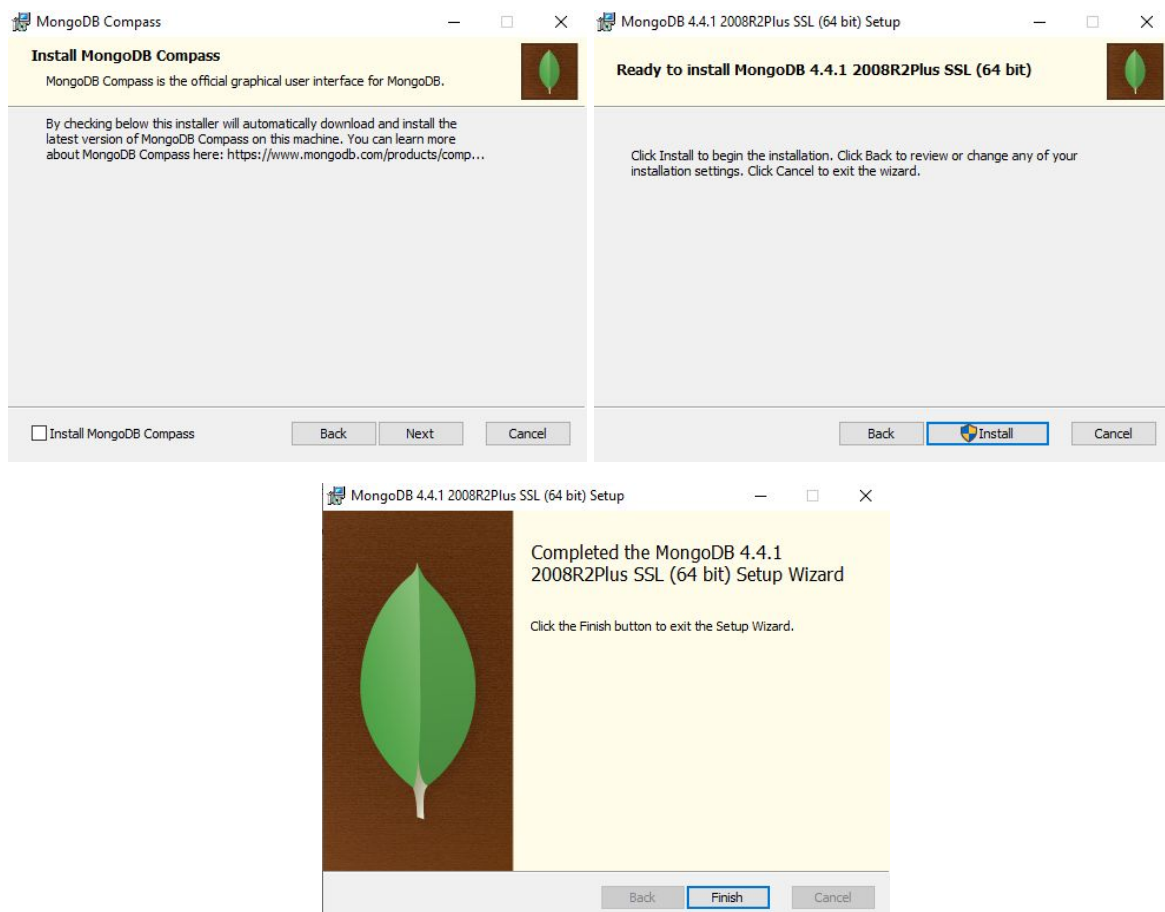 MongoDB Compass
Install MongoDB Compass
MongoDB Compass is the official graphical user interface for MongoDB.
By checking below this installer will automatically download and install the
latest version of MongoDB Compass on this machine. You can learn more
about MongoDB Compass here: https://www.mongodb.com/products/comp...
Install MongoDB Compass
Back
Next
Cancel
MongoDB 4.4.1 2008R2Plus SSL (64 bit) Setup
Ready to install MongoDB 4.4.1 2008R2Plus SSL (64 bit)
Click Install to begin the installation. Click Back to review or change any of your
installation settings. Click Cancel to exit the wizard.
Back
Install
Cancel
MongoDB 4.4.1 2008R2Plus SSL (64 bit) Setup
Completed the MongoDB 4.4.1
2008R2Plus SSL (64 bit) Setup Wizard
Click the Finish button to exit the Setup Wizard.
Back
Finish
Cancel